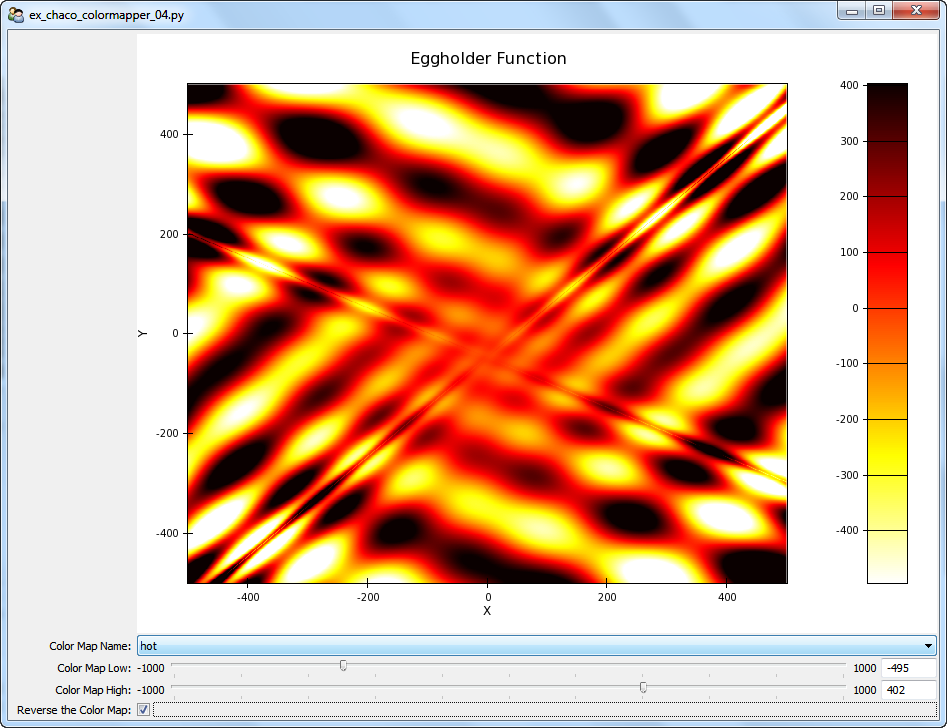 ex_chaco_colormapper_04.py
Eggholder Function
400
200
0
-200
-400
Y
-400
-200
0
200
400
X
400
300
200
100
0
-100
-200
-300
-400
Color Map Name: hot
Color Map Low: -1000 1000 -495
Color Map High: -1000 1000 402
Reverse the Color Map: